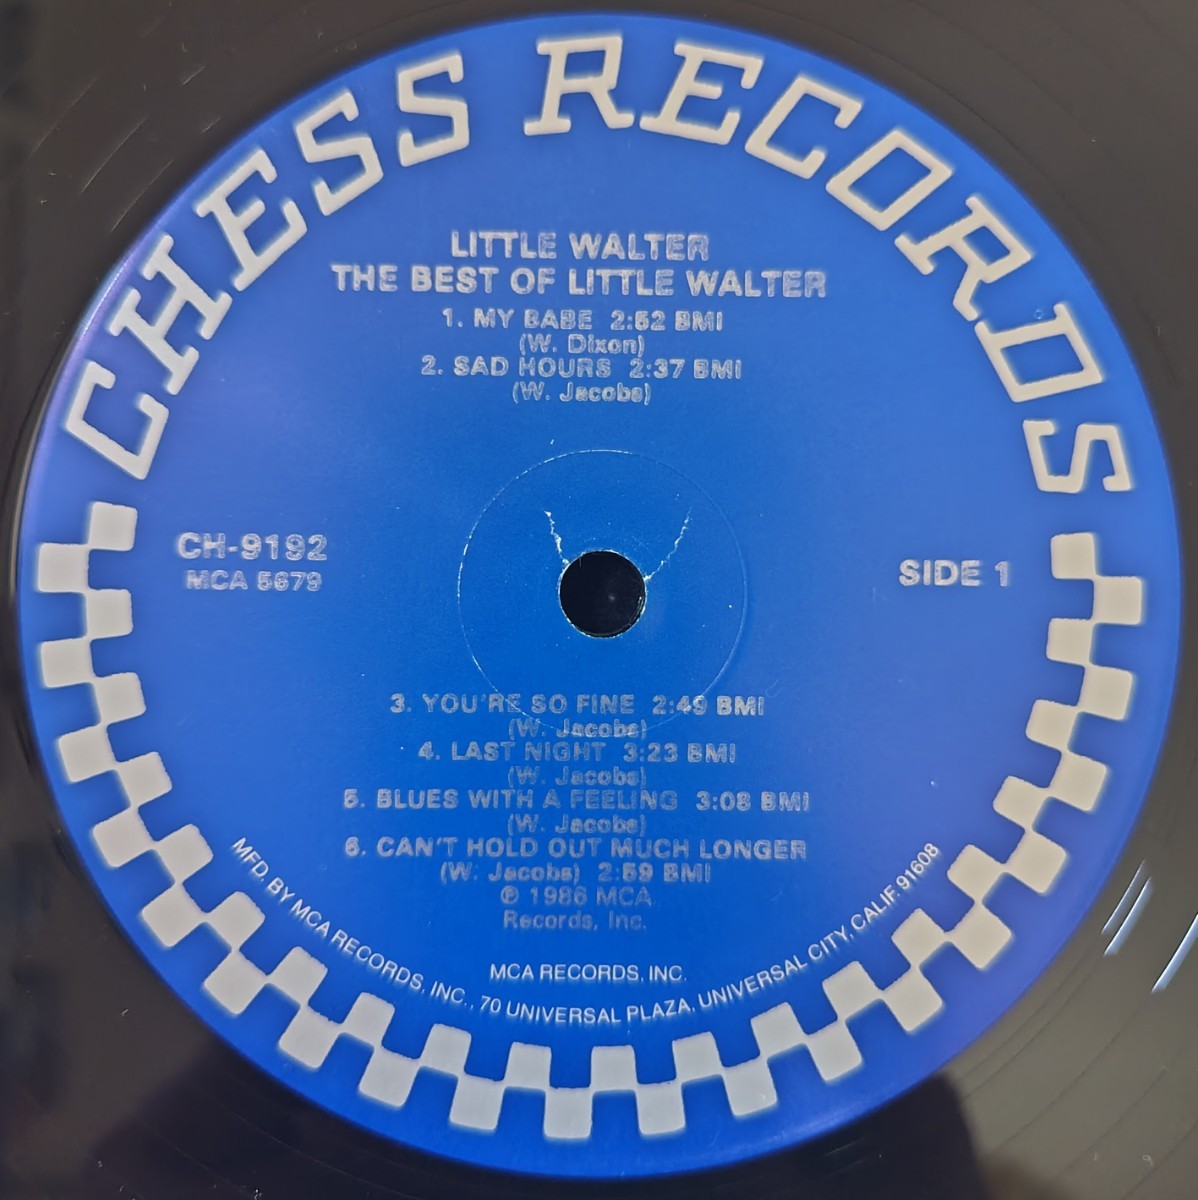 CHESS RECORDS
LITTLE WALTER
THE BEST OF LITTLE WALTER
1. MY BABE 2:52 BMI
(W. Dixon)
2. SAD HOURS 2:37 BMI
(W. Jacobs)
CH-9192
MCA 5679
SIDE 1
3. YOU'RE SO FINE 2:49 BMI
(W. Jacobs)
4. LAST NIGHT 3:23 BMI
(W. Jacobs)
5. BLUES WITH A FEELING 3:08 BMI
(W. Jacobs)
6. CAN'T HOLD OUT MUCH LONGER
(W. Jacobs) 2:59 BMI
℗ 1986 MCA
Records, Inc.
MCA RECORDS, INC.
MFD. BY MCA RECORDS, INC., 70 UNIVERSAL PLAZA, UNIVERSAL CITY, CALIF. 91608